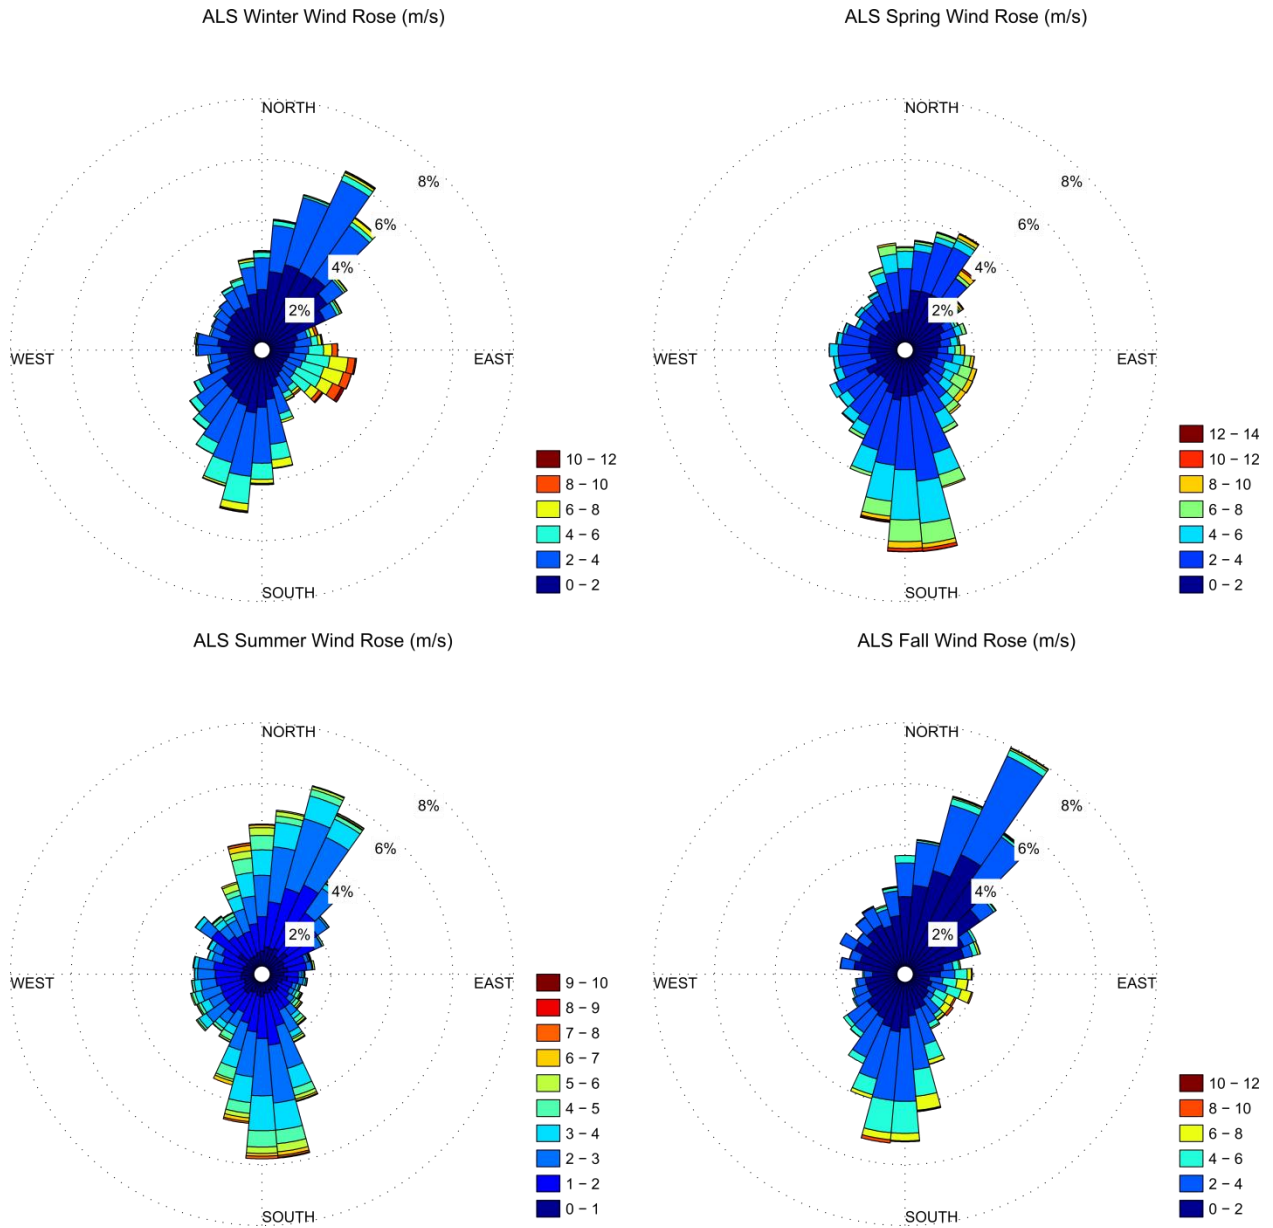 ALS Winter Wind Rose (m/s)
NORTH
8%
6%
4%
2%
WEST
EAST
SOUTH
10 – 12
8 – 10
6 – 8
4 – 6
2 – 4
0 – 2
ALS Spring Wind Rose (m/s)
NORTH
8%
6%
4%
2%
WEST
EAST
SOUTH
12 – 14
10 – 12
8 – 10
6 – 8
4 – 6
2 – 4
0 – 2
ALS Summer Wind Rose (m/s)
NORTH
8%
6%
4%
2%
WEST
EAST
SOUTH
9 – 10
8 – 9
7 – 8
6 – 7
5 – 6
4 – 5
3 – 4
2 – 3
1 – 2
0 – 1
ALS Fall Wind Rose (m/s)
NORTH
8%
6%
4%
2%
WEST
EAST
SOUTH
10 – 12
8 – 10
6 – 8
4 – 6
2 – 4
0 – 2